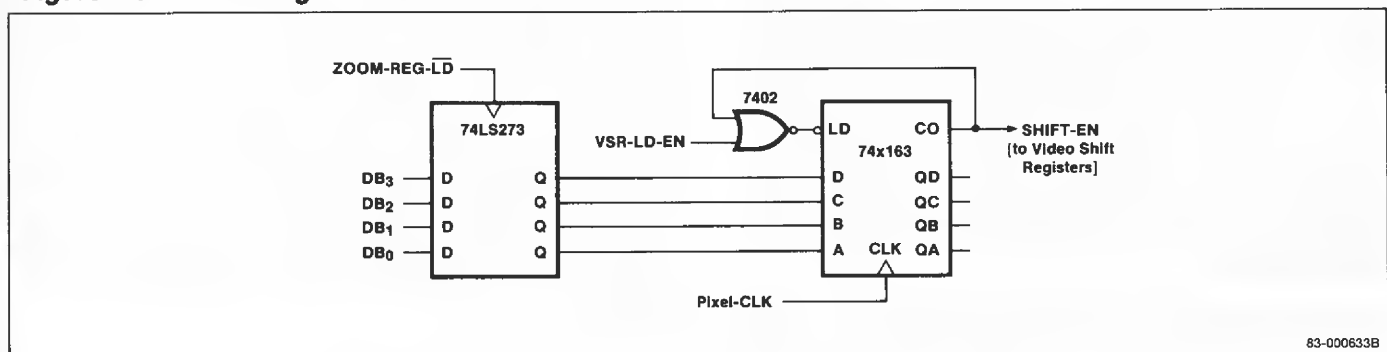 ZOOM-REG-L̅D̅
7402
74LS273
VSR-LD-EN
LD
CO
SHIFT-EN
[to Video Shift
Registers]
74x163
DB3
D
Q
D
QD
DB2
D
Q
C
QC
DB1
D
Q
B
QB
DB0
D
Q
A
CLK
QA
Pixel-CLK
83-000633B